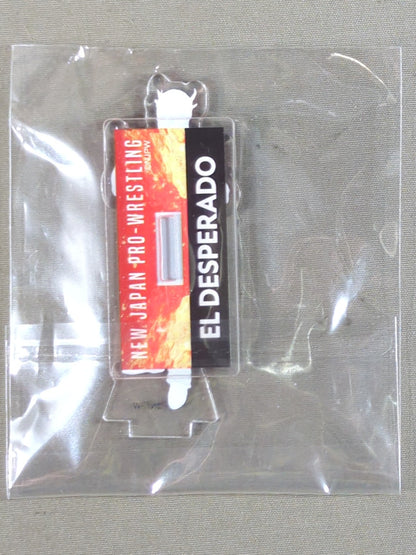 NEW JAPAN PRO-WRESTLING
©NJPW
EL DESPERADO